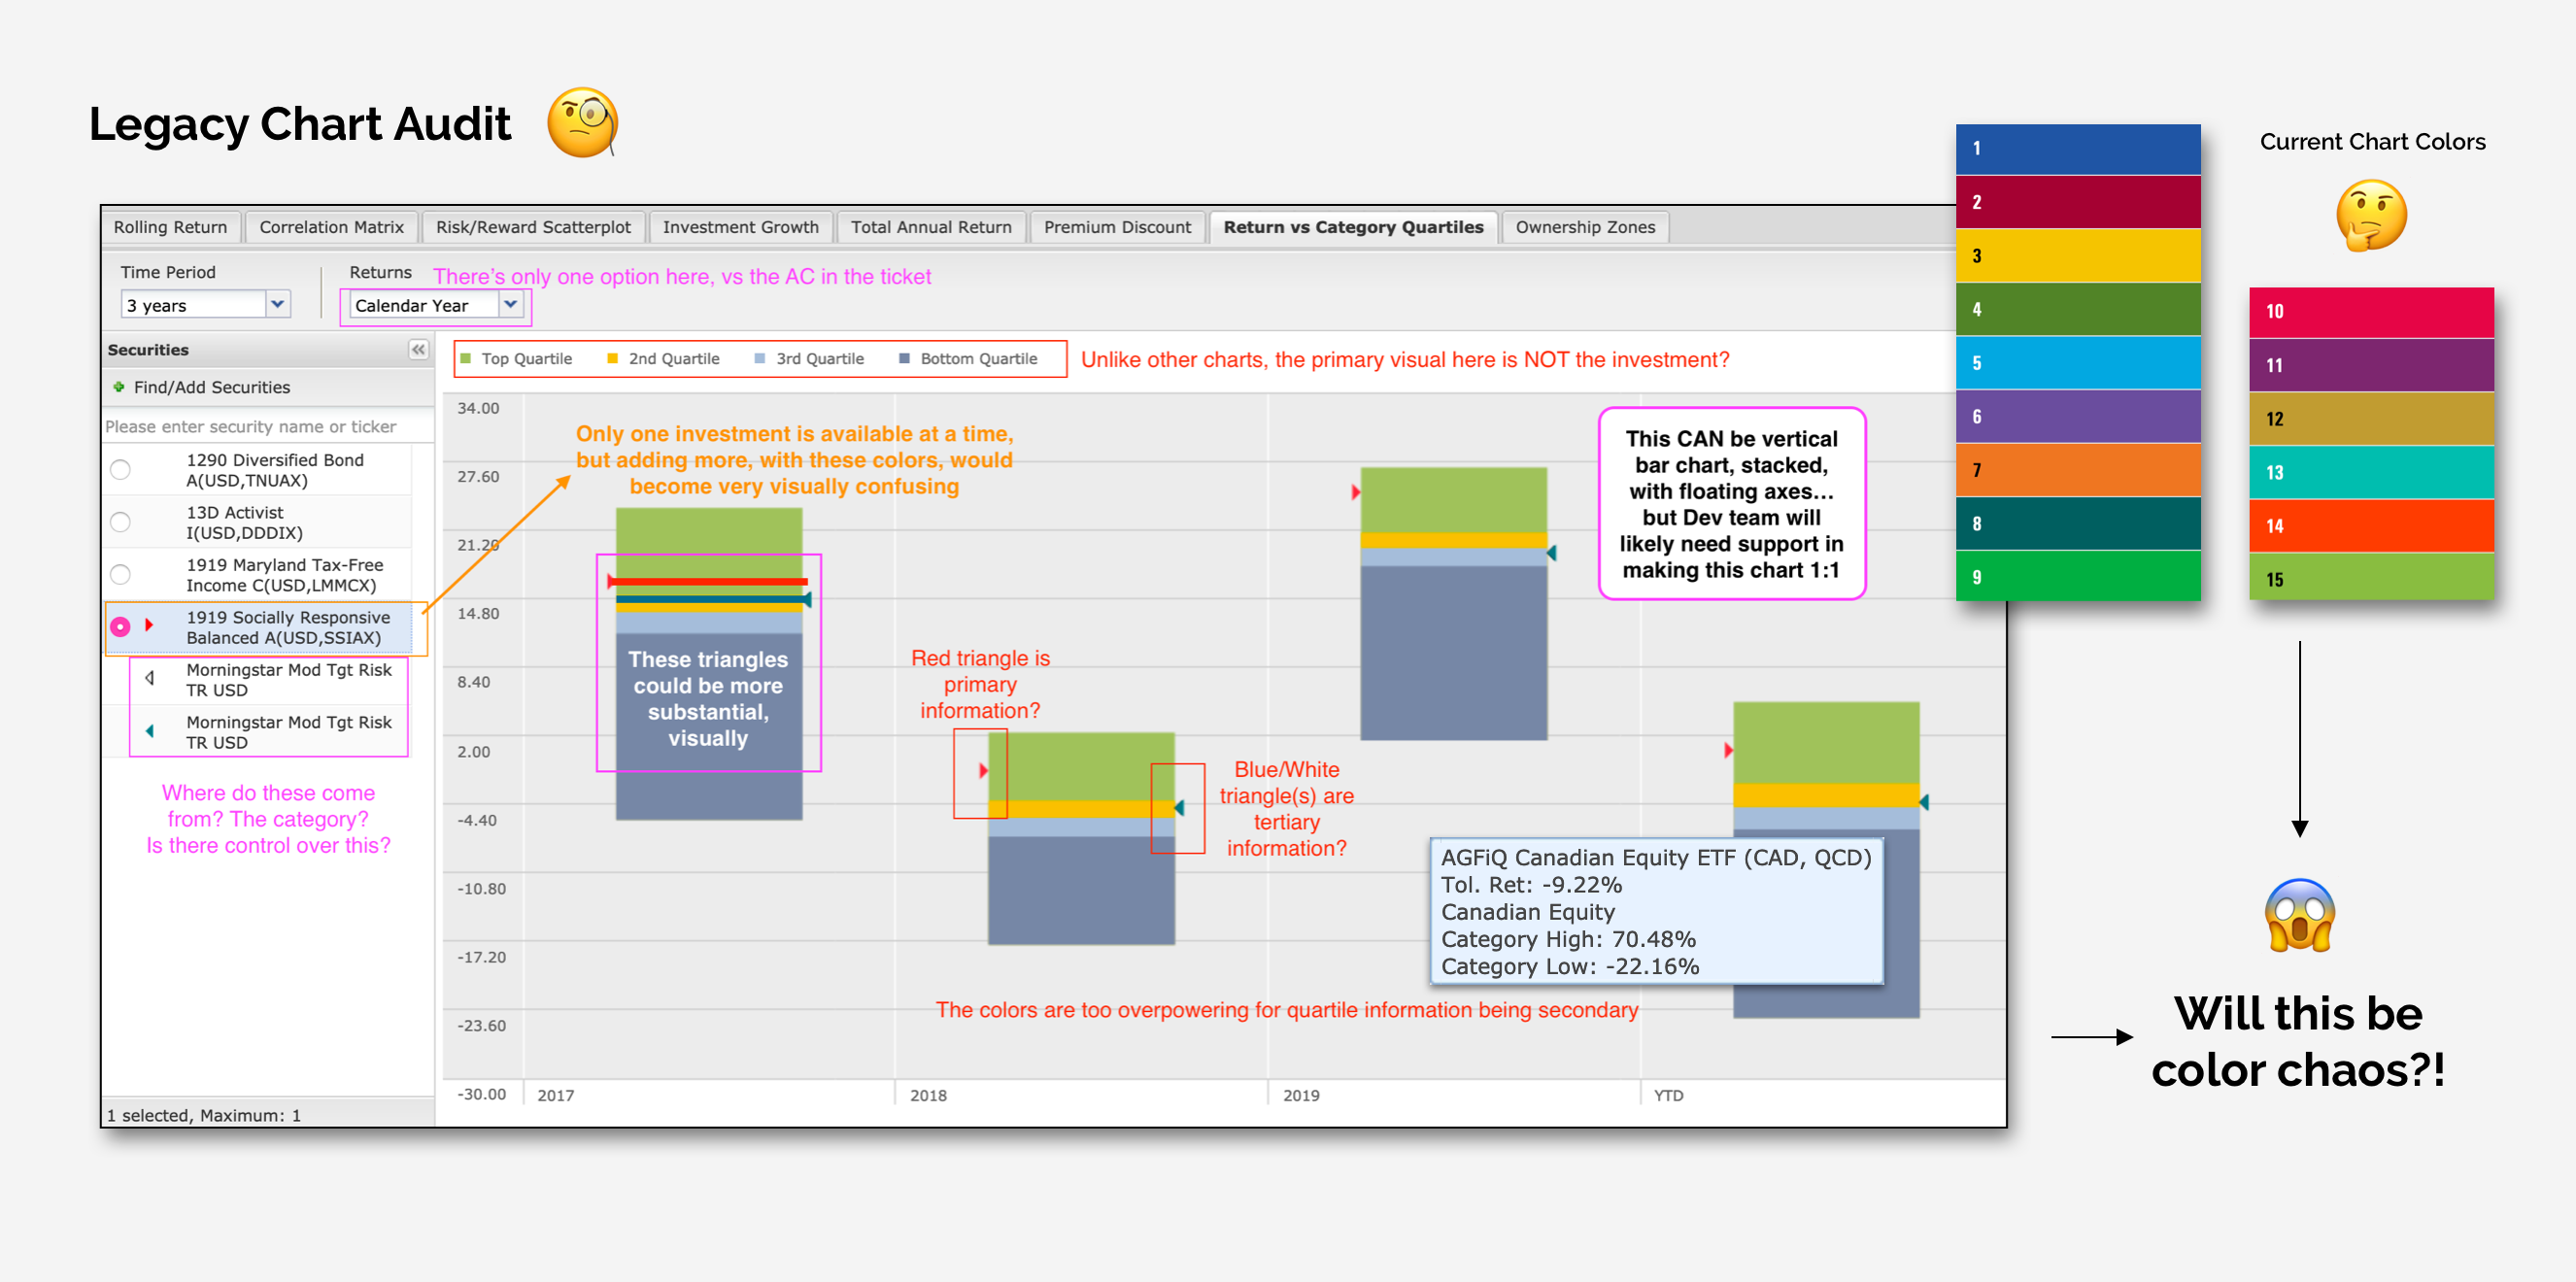 Legacy Chart Audit
Rolling Return
Correlation Matrix
Risk/Reward Scatterplot
Investment Growth
Total Annual Return
Premium Discount
Return vs Category Quartiles
Ownership Zones
Time Period
3 years
Returns
Calendar Year
There's only one option here, vs the AC in the ticket
Securities
Find/Add Securities
Please enter security name or ticker
1290 Diversified Bond
A(USD,TNUAX)
13D Activist
I(USD,DDDIX)
1919 Maryland Tax-Free
Income C(USD,LMMCX)
1919 Socially Responsive
Balanced A(USD,SSIAX)
Morningstar Mod Tgt Risk
TR USD
Morningstar Mod Tgt Risk
TR USD
Where do these come
from? The category?
Is there control over this?
1 selected, Maximum: 1
Top Quartile
2nd Quartile
3rd Quartile
Bottom Quartile
Unlike other charts, the primary visual here is NOT the investment?
34.00
27.60
21.20
14.80
8.40
2.00
-4.40
-10.80
-17.20
-23.60
-30.00
2017
2018
2019
YTD
Only one investment is available at a time,
but adding more, with these colors, would
become very visually confusing
These triangles
could be more
substantial,
visually
Red triangle is
primary
information?
Blue/White
triangle(s) are
tertiary
information?
This CAN be vertical
bar chart, stacked,
with floating axes...
but Dev team will
likely need support in
making this chart 1:1
AGFiQ Canadian Equity ETF (CAD, QCD)
Tol. Ret: -9.22%
Canadian Equity
Category High: 70.48%
Category Low: -22.16%
The colors are too overpowering for quartile information being secondary
1
2
3
4
5
6
7
8
9
Current Chart Colors
10
11
12
13
14
15
Will this be
color chaos?!